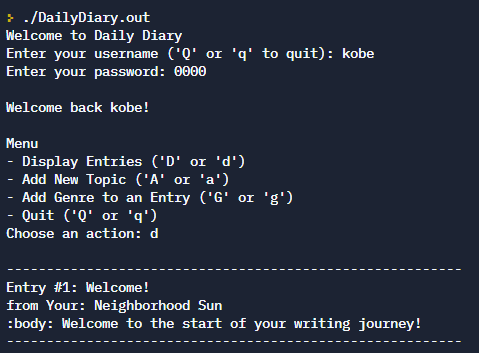 > ./DailyDiary.out
Welcome to Daily Diary
Enter your username ('Q' or 'q' to quit): kobe
Enter your password: 0000
Welcome back kobe!
Menu
- Display Entries ('D' or 'd')
- Add New Topic ('A' or 'a')
- Add Genre to an Entry ('G' or 'g')
- Quit ('Q' or 'q')
Choose an action: d
---------------------------------------------------------
Entry #1: Welcome!
from Your: Neighborhood Sun
:body: Welcome to the start of your writing journey!
---------------------------------------------------------